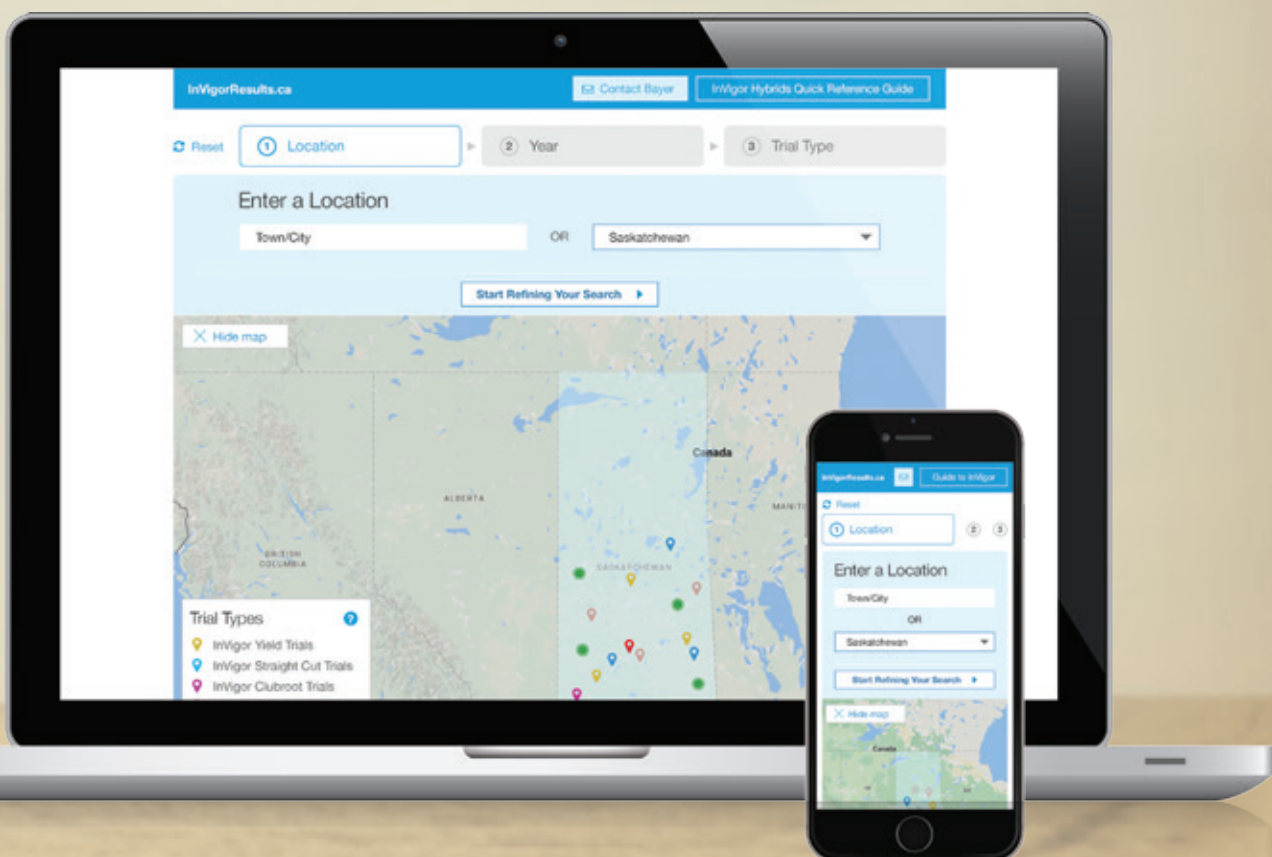 InVigorResults.ca
Contact Bayer
InVigor Hybrids Quick Reference Guide
Reset
1 Location
2 Year
3 Trial Type
Enter a Location
Town/City
OR
Saskatchewan
Start Refining Your Search
Hide map
Canada
ALBERTA
MANIT
BRITISH
COLUMBIA
SASKATCHEWAN
Trial Types
?
InVigor Yield Trials
InVigor Straight Cut Trials
InVigor Clubroot Trials
InVigorResults.ca
Guide to InVigor
Reset
1 Location
2
3
Enter a Location
Town/City
OR
Saskatchewan
Start Refining Your Search
Hide map
Canada